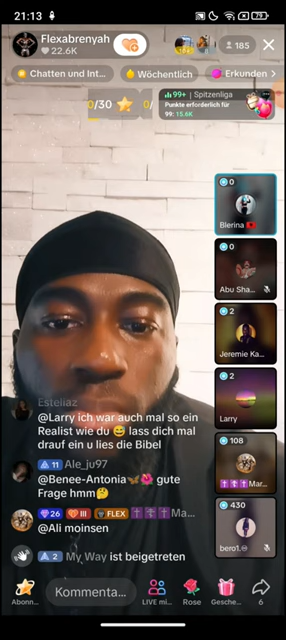 21:13
79
Flexabrenyah
22.6K
185
Chatten und Int...
Wöchentlich
Erkunden
0/30
0/
99+ | Spitzenliga
Punkte erforderlich für
99: 15.6K
0
Blerina
0
Abu Sha...
2
Jeremie Ka...
2
Larry
108
Mar...
430
bero1.
Estellaz
@Larry ich war auch mal so ein
Realist wie du 😅 lass dich mal
drauf ein u lies die Bibel
11 Ale_ju97
@Benee-Antonia🦋🌺 gute
Frage hmm🤔
26 III FLEX ✝️✝️✝️Ma...
@Ali moinsen
2 My Way ist beigetreten
Abonn...
Kommenta...
LIVE mi...
Rose
Gesche...
6